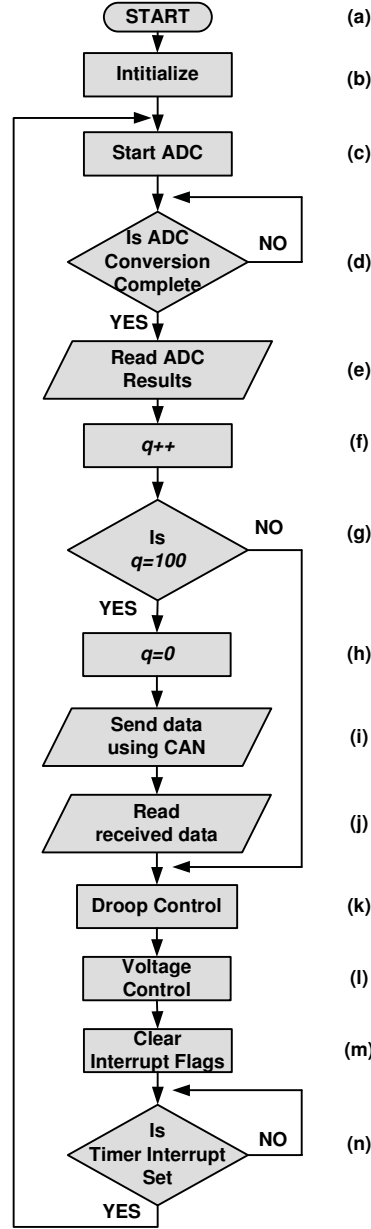 START (a)
Intitialize (b)
Start ADC (c)
Is ADC
Conversion
Complete
NO
(d)
YES
Read ADC
Results
(e)
q++ (f)
Is
q=100
NO
(g)
YES
q=0 (h)
Send data
using CAN
(i)
Read
received data
(j)
Droop Control (k)
Voltage
Control
(l)
Clear
Interrupt Flags
(m)
Is
Timer Interrupt
Set
NO
(n)
YES